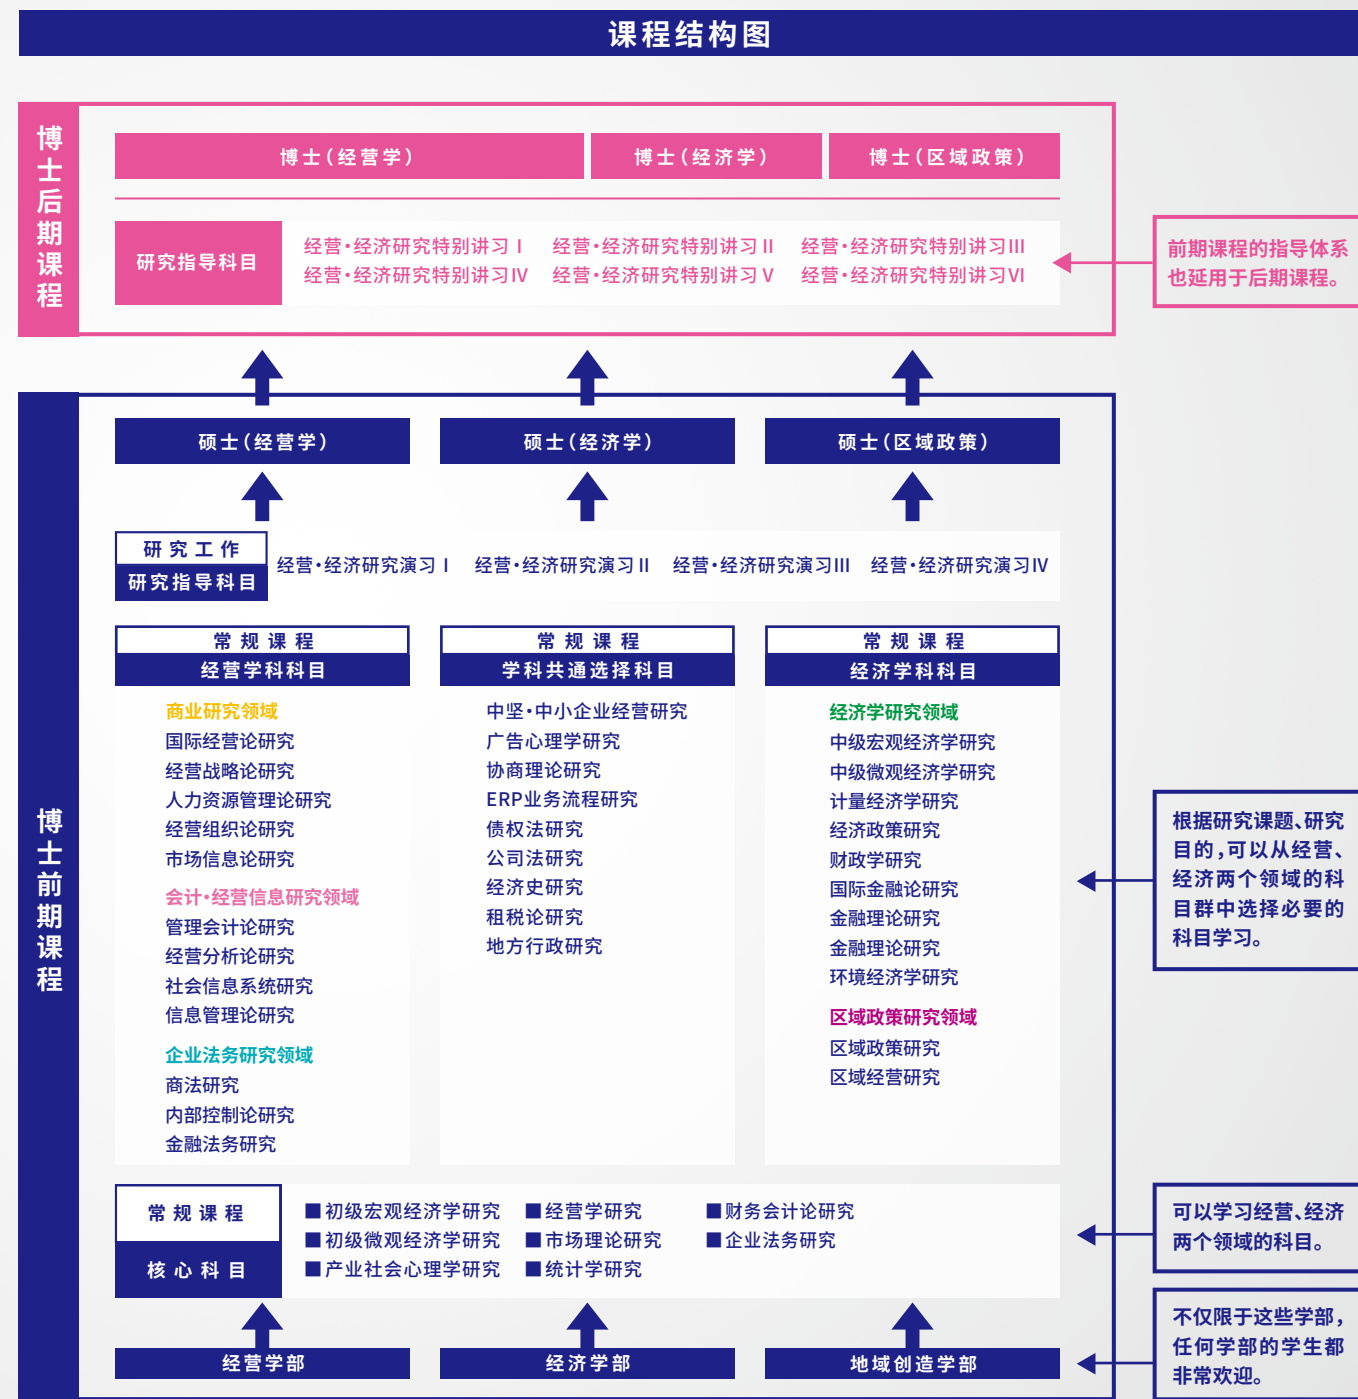 课程结构图
博士后期课程
博士（经营学）
博士（经济学）
博士（区域政策）
研究指导科目
经营・经济研究特别讲习Ⅰ
经营・经济研究特别讲习Ⅱ
经营・经济研究特别讲习Ⅲ
经营・经济研究特别讲习Ⅳ
经营・经济研究特别讲习Ⅴ
经营・经济研究特别讲习Ⅵ
前期课程的指导体系
也延用于后期课程。
博士前期课程
硕士（经营学）
硕士（经济学）
硕士（区域政策）
研究工作
研究指导科目
经营・经济研究演习Ⅰ
经营・经济研究演习Ⅱ
经营・经济研究演习Ⅲ
经营・经济研究演习Ⅳ
常规课程
经营学科科目
商业研究领域
国际经营论研究
经营战略论研究
人力资源管理论研究
经营组织论研究
市场信息论研究
会计・经营信息研究领域
管理会计论研究
经营分析论研究
社会信息系统研究
信息管理论研究
企业法务研究领域
商法研究
内部控制论研究
金融法务研究
常规课程
学科共通选择科目
中坚・中小企业经营研究
广告心理学研究
协商理论研究
ERP业务流程研究
债权法研究
公司法研究
经济史研究
租税论研究
地方行政研究
常规课程
经济学科科目
经济学研究领域
中级宏观经济学研究
中级微观经济学研究
计量经济学研究
经济政策研究
财政学研究
国际金融论研究
金融理论研究
金融理论研究
环境经济学研究
区域政策研究领域
区域政策研究
区域经营研究
根据研究课题、研究
目的，可以从经营、
经济两个领域的科
目群中选择必要的
科目学习。
常规课程
核心科目
■初级宏观经济学研究
■经营学研究
■财务会计论研究
■初级微观经济学研究
■市场理论研究
■企业法务研究
■产业社会心理学研究
■统计学研究
可以学习经营、经济
两个领域的科目。
经营学部
经济学部
地域创造学部
不仅限于这些学部，
任何学部的学生都
非常欢迎。